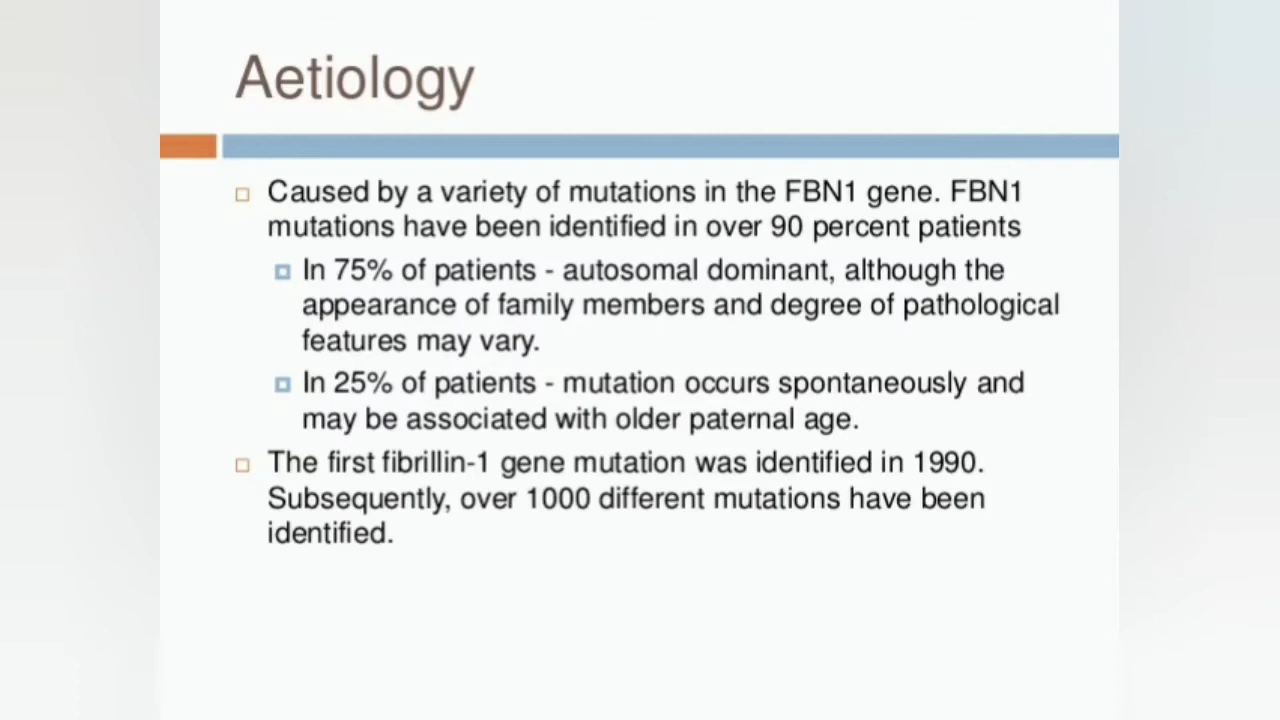 Aetiology
Caused by a variety of mutations in the FBN1 gene. FBN1
mutations have been identified in over 90 percent patients
In 75% of patients - autosomal dominant, although the
appearance of family members and degree of pathological
features may vary.
In 25% of patients - mutation occurs spontaneously and
may be associated with older paternal age.
The first fibrillin-1 gene mutation was identified in 1990.
Subsequently, over 1000 different mutations have been
identified.